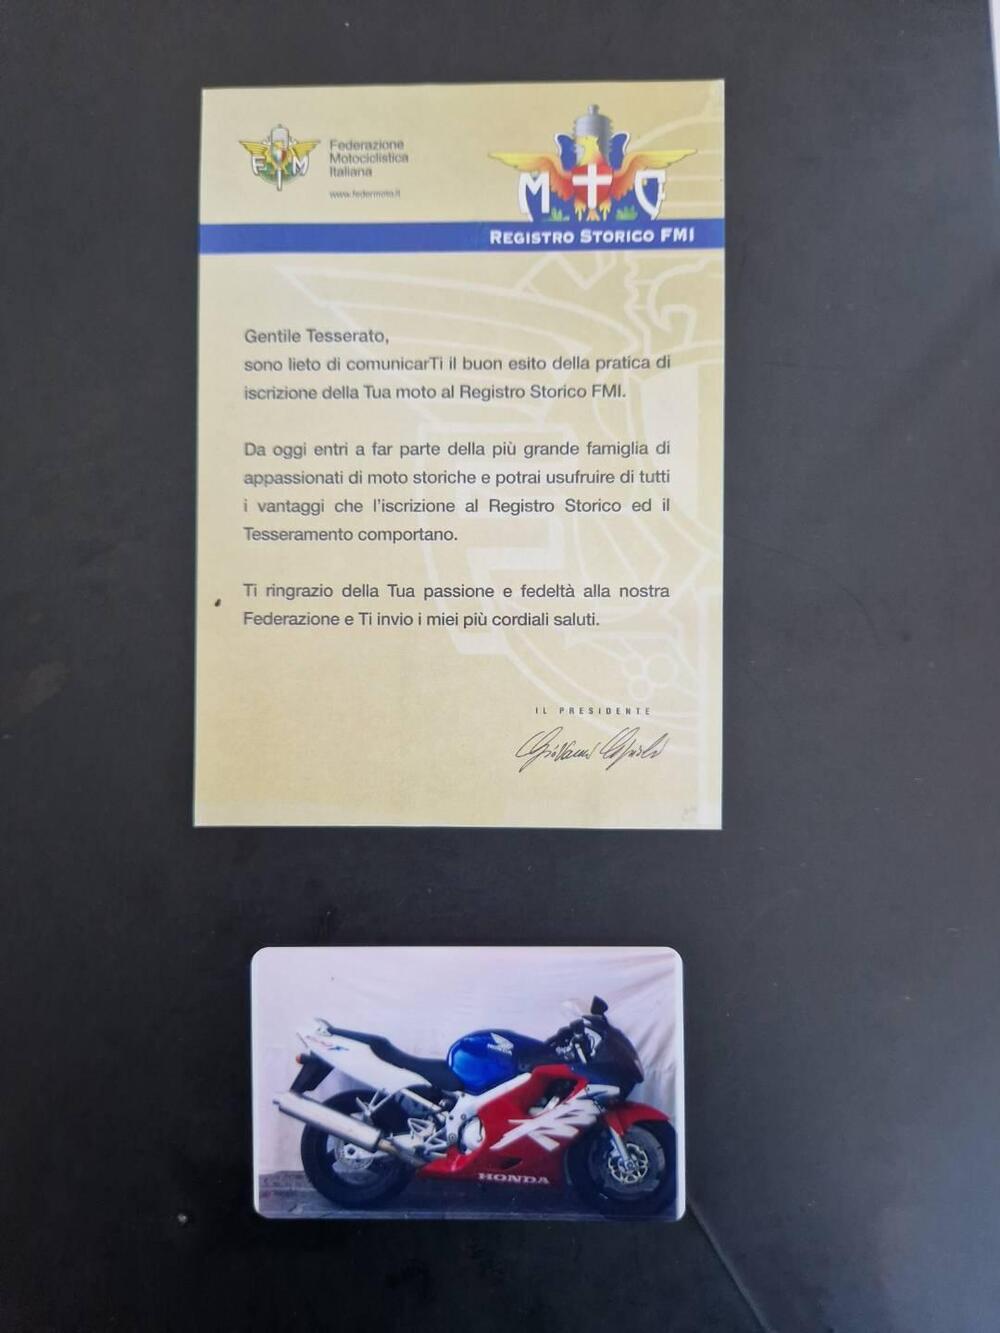 Federazione
Motociclistica
Italiana
www.federmoto.it
FMI
REGISTRO STORICO FMI
Gentile Tesserato,
sono lieto di comunicarTi il buon esito della pratica di
iscrizione della Tua moto al Registro Storico FMI.
Da oggi entri a far parte della più grande famiglia di
appassionati di moto storiche e potrai usufruire di tutti
i vantaggi che l'iscrizione al Registro Storico ed il
Tesseramento comportano.
Ti ringrazio della Tua passione e fedeltà alla nostra
Federazione e Ti invio i miei più cordiali saluti.
IL PRESIDENTE
HONDA